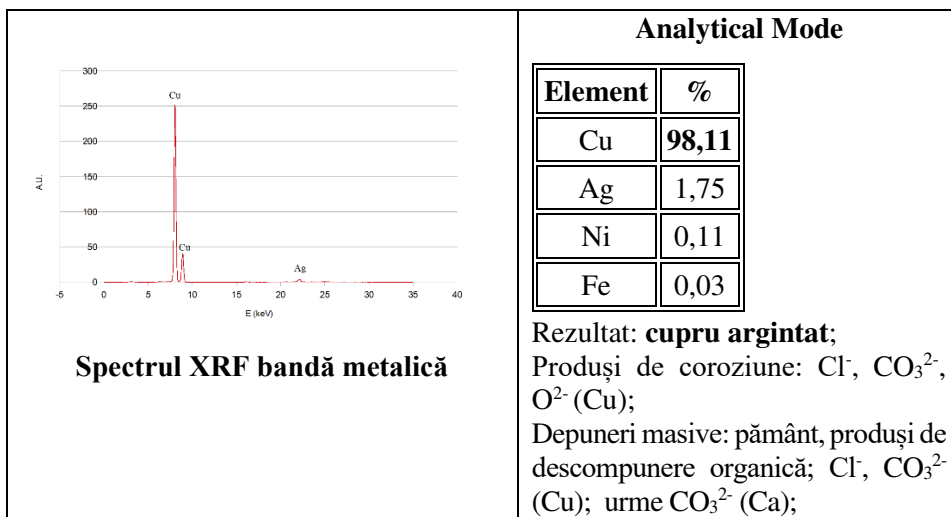 300
250
200
150
100
50
0
-5 0 5 10 15 20 25 30 35 40
A.U.
E (keV)
Cu
Cu
Ag
Spectrul XRF bandă metalică
Analytical Mode
Element %
Cu 98,11
Ag 1,75
Ni 0,11
Fe 0,03
Rezultat: cupru argintat;
Produși de coroziune: Cl⁻, CO₃²⁻,
O²⁻ (Cu);
Depuneri masive: pământ, produși de
descompunere organică; Cl⁻, CO₃²⁻
(Cu); urme CO₃²⁻ (Ca);